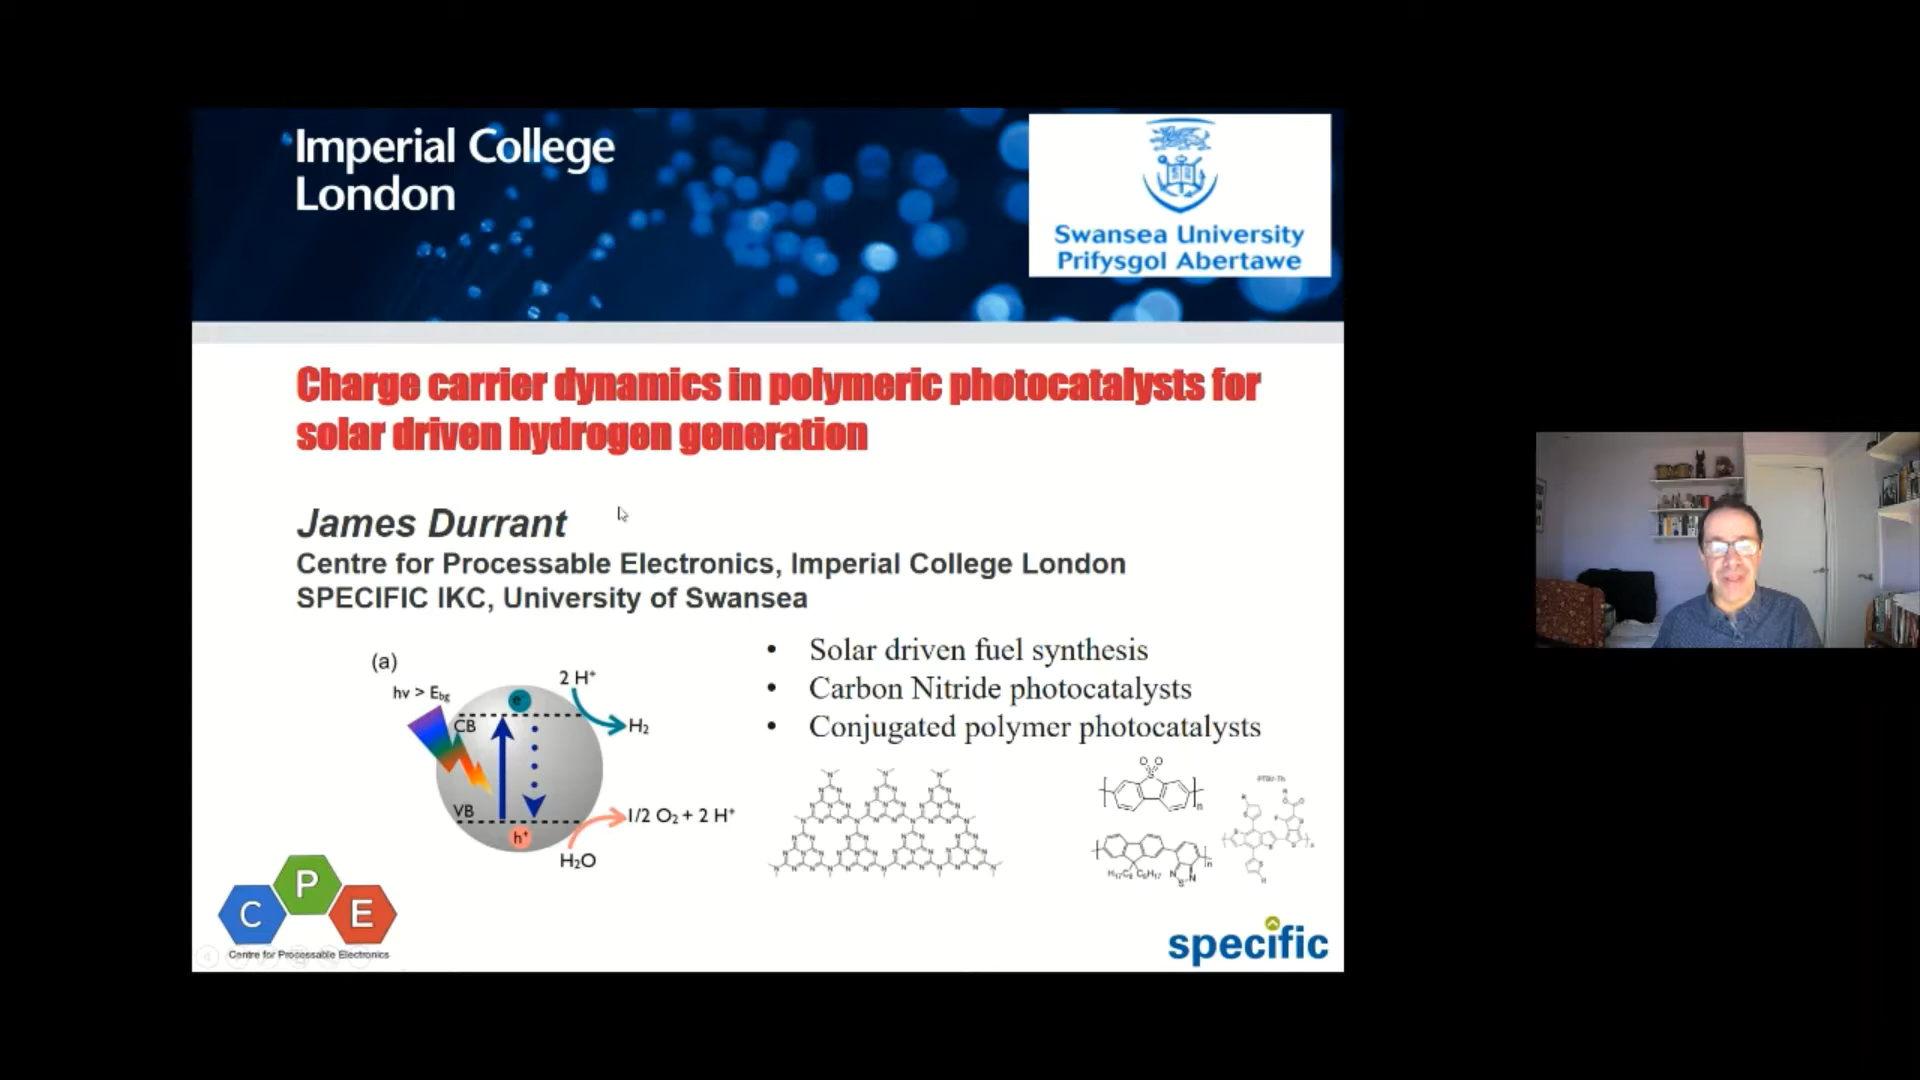 Imperial College
London
Swansea University
Prifysgol Abertawe
Charge carrier dynamics in polymeric photocatalysts for
solar driven hydrogen generation
James Durrant
Centre for Processable Electronics, Imperial College London
SPECIFIC IKC, University of Swansea
(a)
hv > Ebg
CB
e-
2 H+
H2
VB
h+
1/2 O2 + 2 H+
H2O
• Solar driven fuel synthesis
• Carbon Nitride photocatalysts
• Conjugated polymer photocatalysts
C P E
Centre for Processable Electronics
specific